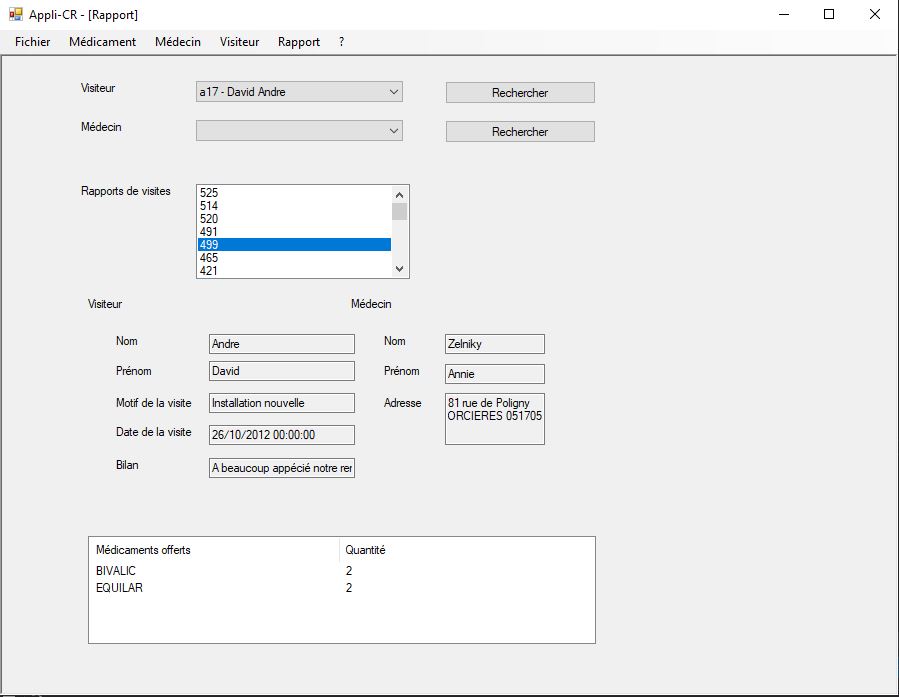 Appli-CR - [Rapport]
Fichier Médicament Médecin Visiteur Rapport ?
Visiteur a17 - David Andre Rechercher
Médecin Rechercher
Rapports de visites
525
514
520
491
499
465
421
Visiteur Médecin
Nom Andre Nom Zelniky
Prénom David Prénom Annie
Motif de la visite Installation nouvelle Adresse 81 rue de Poligny
ORCIERES 051705
Date de la visite 26/10/2012 00:00:00
Bilan A beaucoup appécié notre rer
Médicaments offerts Quantité
BIVALIC 2
EQUILAR 2